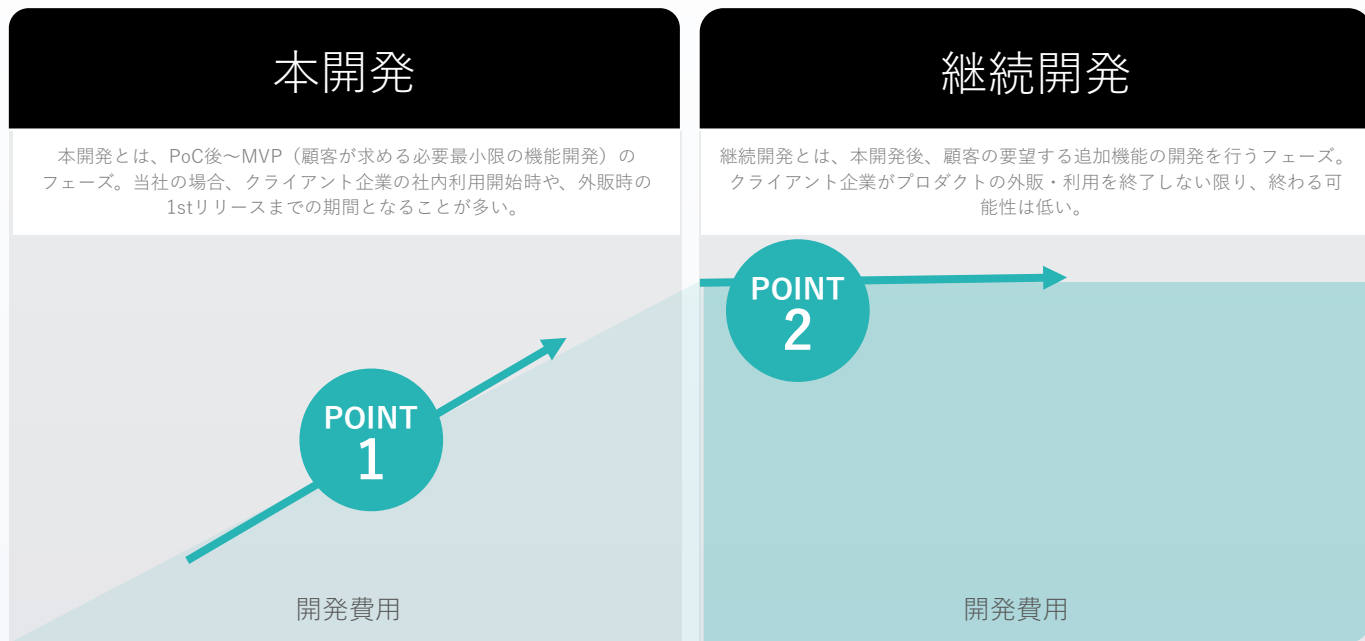 本開発
本開発とは、PoC後～MVP（顧客が求める必要最小限の機能開発）の
フェーズ。当社の場合、クライアント企業の社内利用開始時や、外販時の
1stリリースまでの期間となることが多い。
POINT
1
開発費用
継続開発
継続開発とは、本開発後、顧客の要望する追加機能の開発を行うフェーズ。
クライアント企業がプロダクトの外販・利用を終了しない限り、終わる可
能性は低い。
POINT
2
開発費用